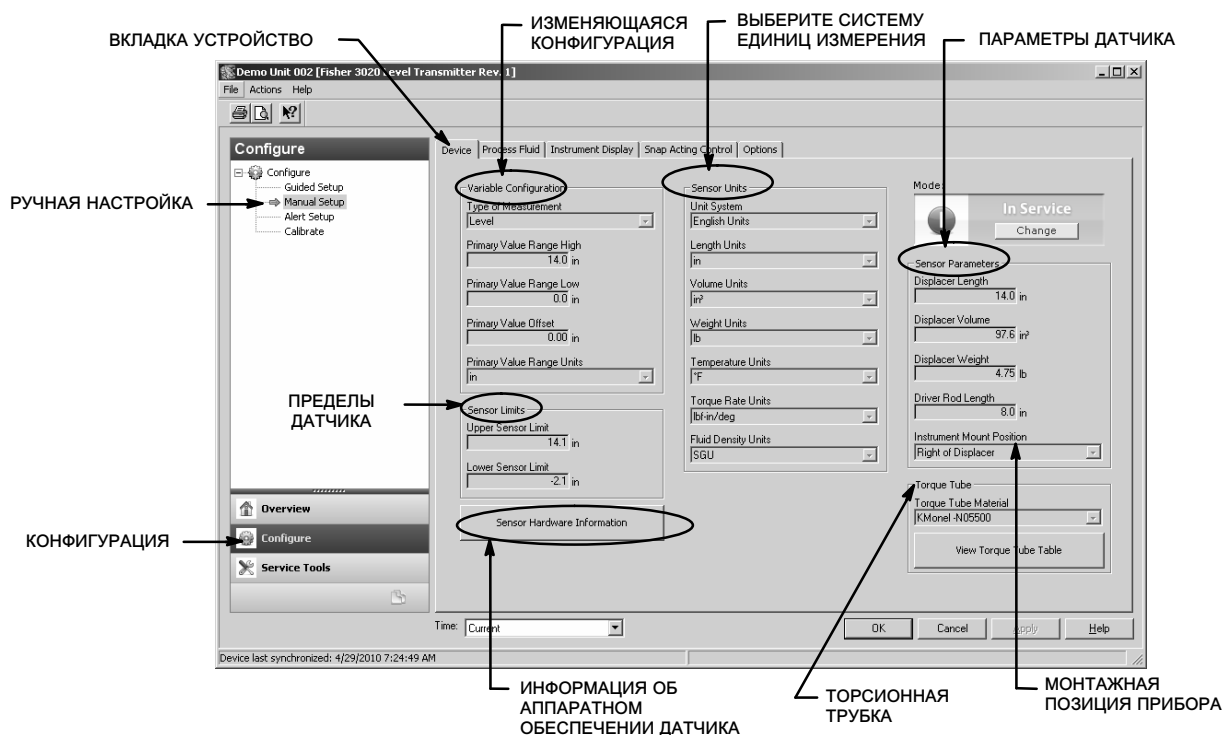 ВКЛАДКА УСТРОЙСТВО
ИЗМЕНЯЮЩАЯСЯ
КОНФИГУРАЦИЯ
ВЫБЕРИТЕ СИСТЕМУ
ЕДИНИЦ ИЗМЕРЕНИЯ
ПАРАМЕТРЫ ДАТЧИКА
Demo Unit 002 [Fisher 3020 Level Transmitter Rev. 1]
File Actions Help
Configure
Configure
Guided Setup
Manual Setup
Alert Setup
Calibrate
РУЧНАЯ НАСТРОЙКА
Device Process Fluid Instrument Display Snap Acting Control Options
Variable Configuration
Type of Measurement
Level
Primary Value Range High
14.0 in
Primary Value Range Low
0.0 in
Primary Value Offset
0.00 in
Primary Value Range Units
in
ПРЕДЕЛЫ
ДАТЧИКА
Sensor Limits
Upper Sensor Limit
14.1 in
Lower Sensor Limit
-2.1 in
Sensor Hardware Information
Sensor Units
Unit System
English Units
Length Units
in
Volume Units
in³
Weight Units
lb
Temperature Units
°F
Torque Rate Units
lbf-in/deg
Fluid Density Units
SGU
Mode:
In Service
Change
Sensor Parameters
Displacer Length
14.0 in
Displacer Volume
97.6 in³
Displacer Weight
4.75 lb
Driver Rod Length
8.0 in
Instrument Mount Position
Right of Displacer
Torque Tube
Torque Tube Material
KMonel -N05500
View Torque Tube Table
Overview
КОНФИГУРАЦИЯ
Configure
Service Tools
Time: Current
OK Cancel Apply Help
Device last synchronized: 4/29/2010 7:24:49 AM
ИНФОРМАЦИЯ ОБ
АППАРАТНОМ
ОБЕСПЕЧЕНИИ ДАТЧИКА
ТОРСИОННАЯ
ТРУБКА
МОНТАЖНАЯ
ПОЗИЦИЯ ПРИБОРА